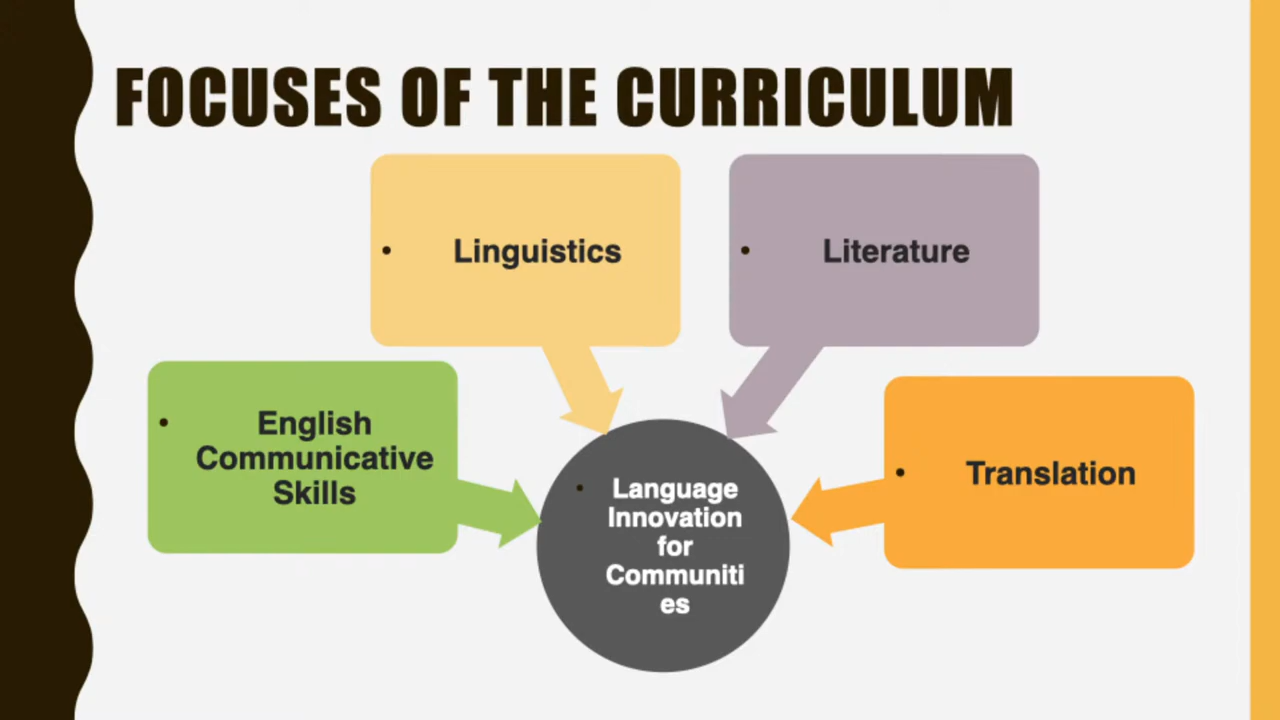 FOCUSES OF THE CURRICULUM
• Linguistics
• Literature
• English
Communicative
Skills
• Translation
• Language
Innovation
for
Communiti
es